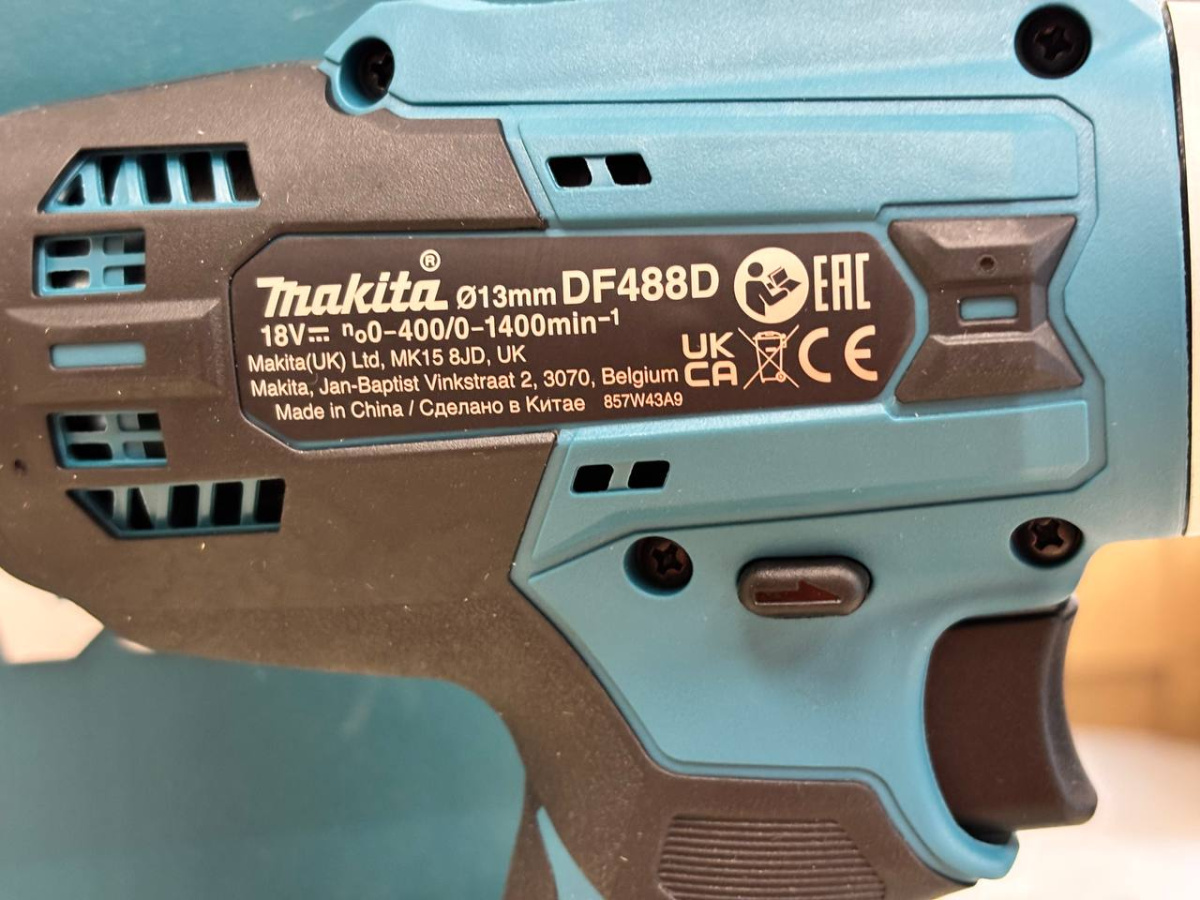 makita® Ø13mm DF488D EAC
18V⎓ n₀0-400/0-1400min⁻¹
Makita(UK) Ltd, MK15 8JD, UK
UK CA CE
Makita, Jan-Baptist Vinkstraat 2, 3070, Belgium
Made in China / Сделано в Китае 857W43A9